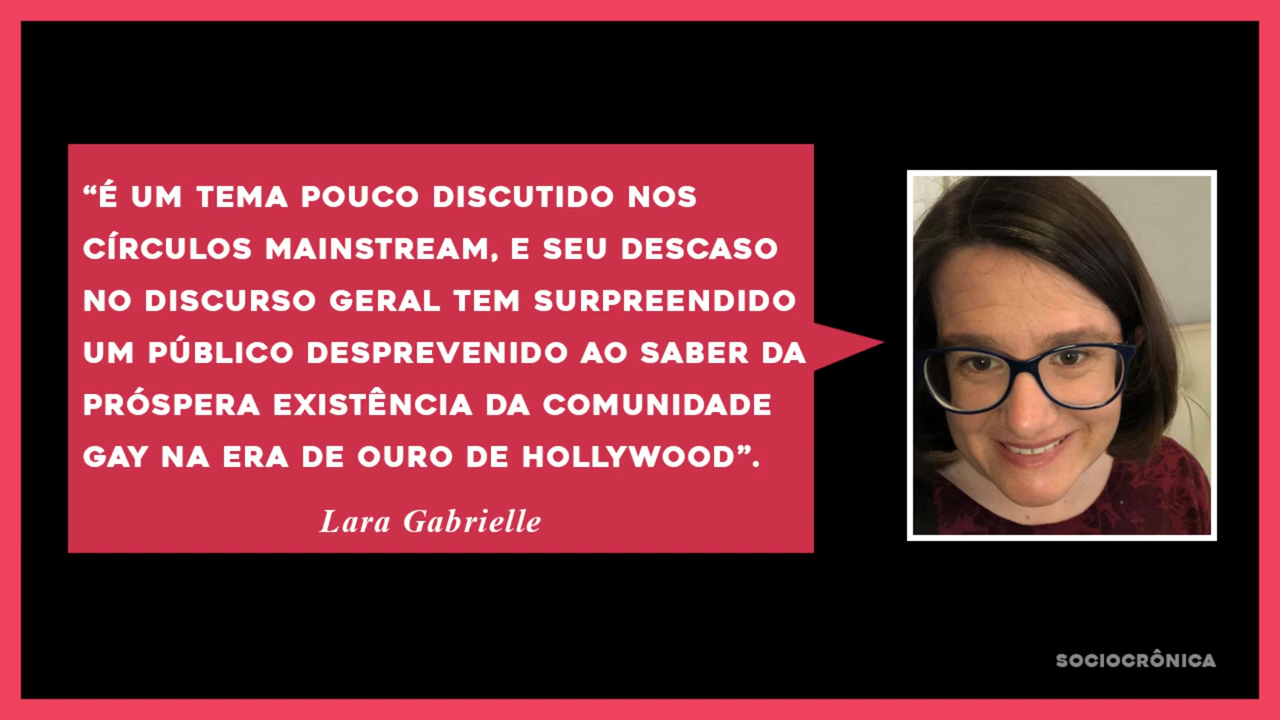 “É UM TEMA POUCO DISCUTIDO NOS
CÍRCULOS MAINSTREAM, E SEU DESCASO
NO DISCURSO GERAL TEM SURPREENDIDO
UM PÚBLICO DESPREVENIDO AO SABER DA
PRÓSPERA EXISTÊNCIA DA COMUNIDADE
GAY NA ERA DE OURO DE HOLLYWOOD”.
Lara Gabrielle
SOCIOCRÔNICA